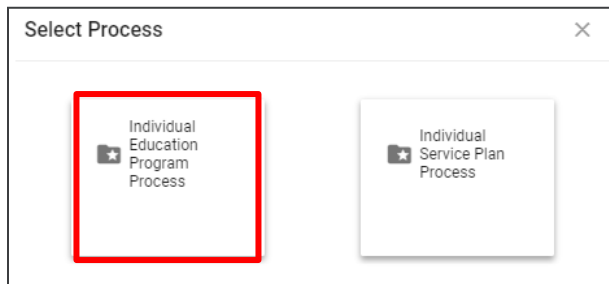 Select Process
Individual
Education
Program
Process
Individual
Service Plan
Process